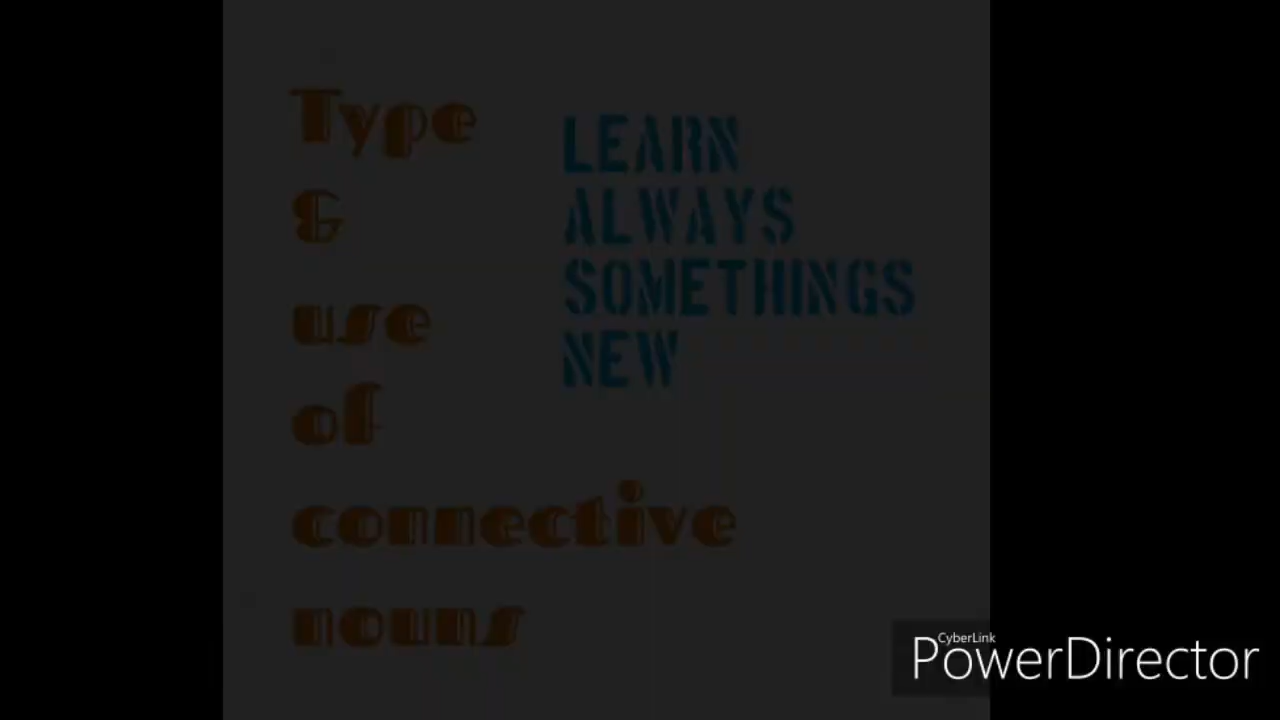 Type
&
use
of
connective
nouns
LEARN
ALWAYS
SOMETHINGS
NEW
CyberLink
PowerDirector